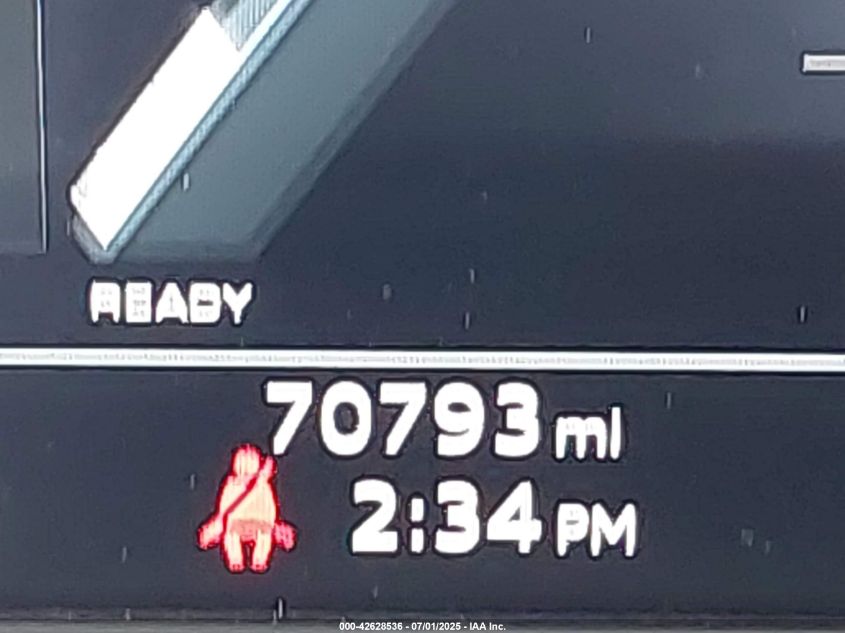 READY
70793 mi
2:34 PM
000-42628536 - 07/01/2025 - IAA Inc.